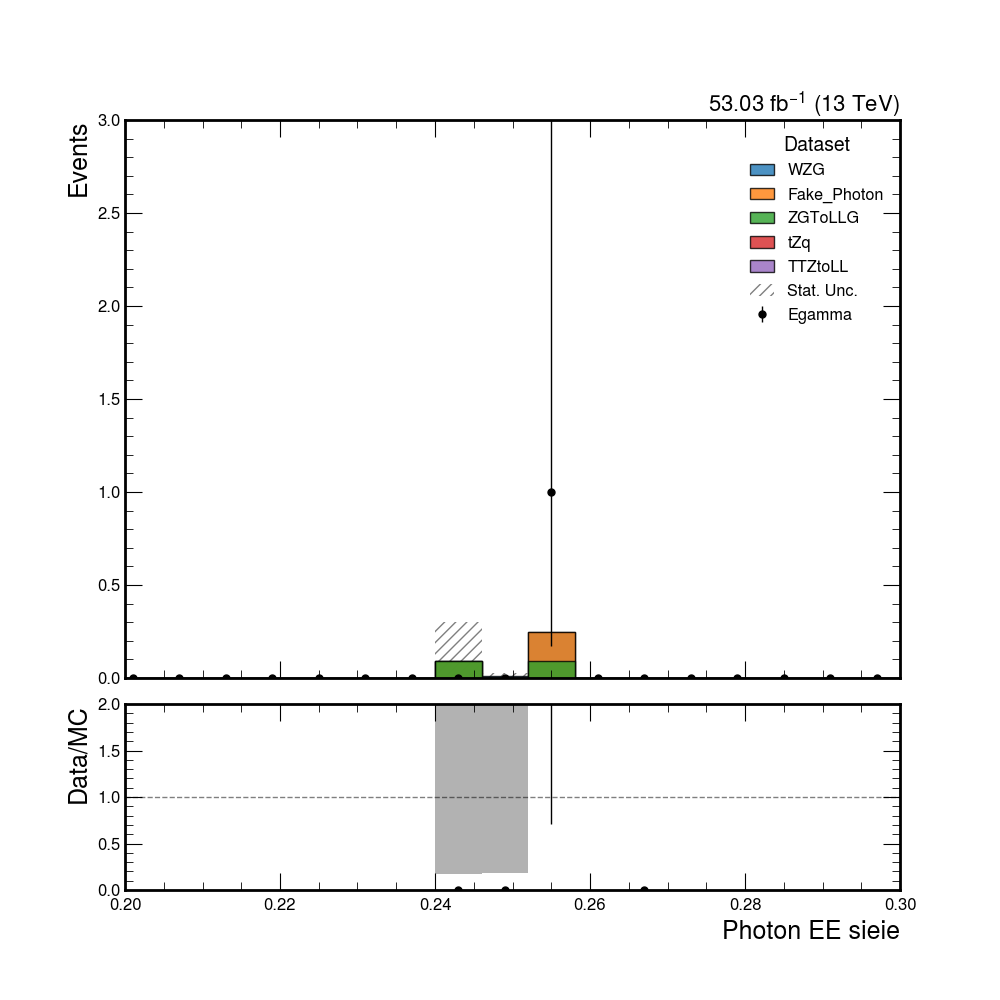 53.03 fb⁻¹ (13 TeV)
Events
3.0
2.5
2.0
1.5
1.0
0.5
0.0
Dataset
WZG
Fake_Photon
ZGToLLG
tZq
TTZtoLL
Stat. Unc.
Egamma
Data/MC
2.0
1.5
1.0
0.5
0.0
0.20 0.22 0.24 0.26 0.28 0.30
Photon EE sieie